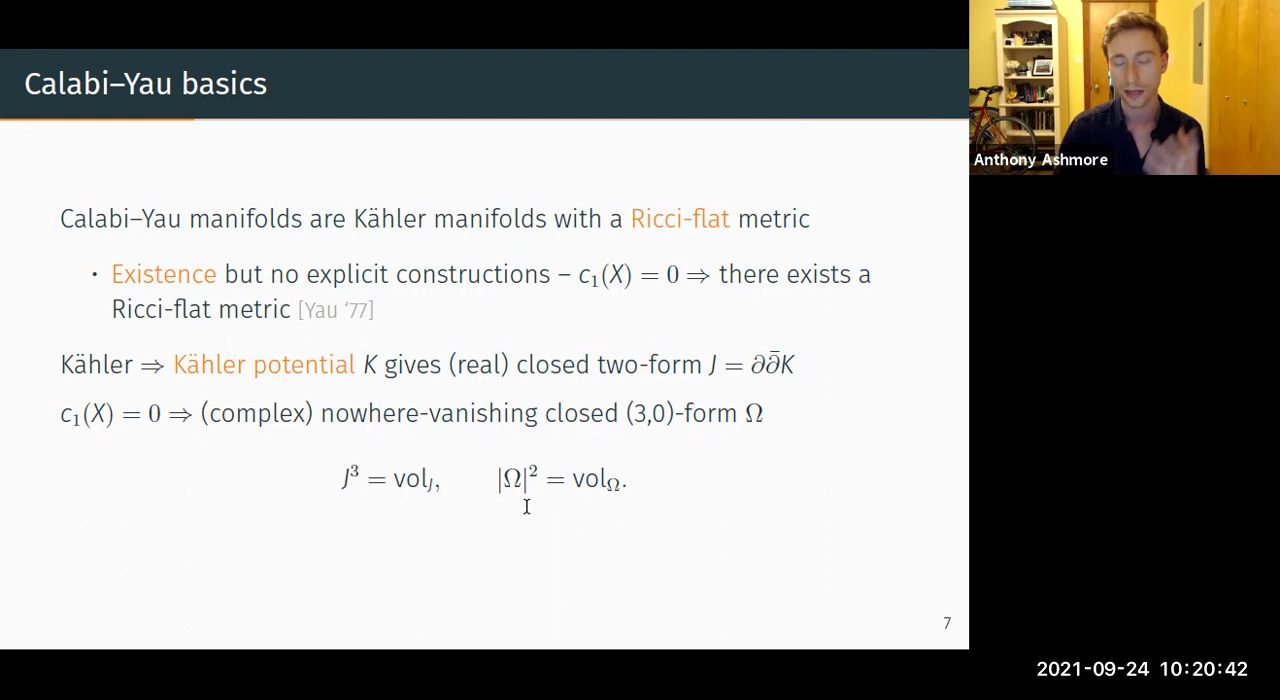 Calabi–Yau basics
Calabi–Yau manifolds are Kähler manifolds with a Ricci-flat metric
• Existence but no explicit constructions – c₁(X) = 0 ⇒ there exists a
Ricci-flat metric [Yau ‘77]
Kähler ⇒ Kähler potential K gives (real) closed two-form J = ∂∂̄K
c₁(X) = 0 ⇒ (complex) nowhere-vanishing closed (3,0)-form Ω
J³ = vol_J, |Ω|² = vol_Ω.
7
Anthony Ashmore
2021-09-24 10:20:42